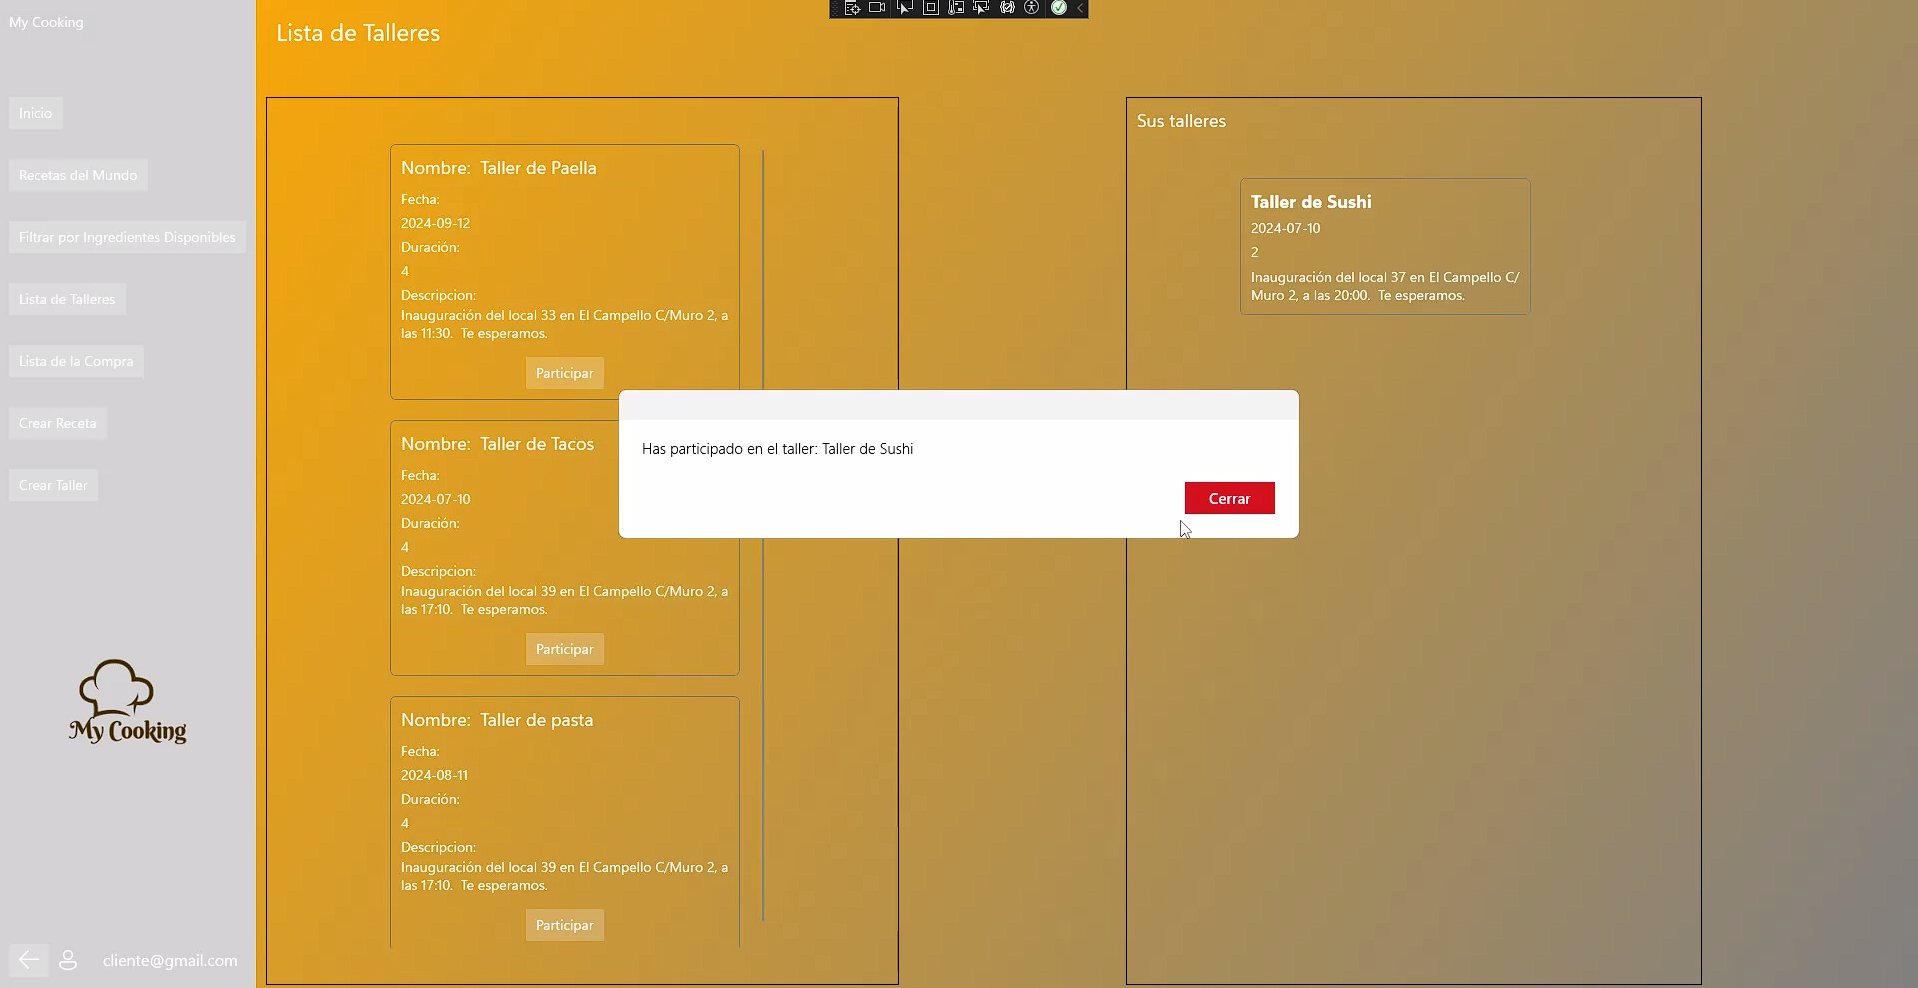 My Cooking
Inicio
Recetas del Mundo
Filtrar por Ingredientes Disponibles
Lista de Talleres
Lista de la Compra
Crear Receta
Crear Taller
My Cooking
cliente@gmail.com
Lista de Talleres
Nombre: Taller de Paella
Fecha:
2024-09-12
Duración:
4
Descripcion:
Inauguración del local 33 en El Campello C/Muro 2, a
las 11:30. Te esperamos.
Participar
Nombre: Taller de Tacos
Fecha:
2024-07-10
Duración:
4
Descripcion:
Inauguración del local 39 en El Campello C/Muro 2, a
las 17:10. Te esperamos.
Participar
Nombre: Taller de pasta
Fecha:
2024-08-11
Duración:
4
Descripcion:
Inauguración del local 39 en El Campello C/Muro 2, a
las 17:10. Te esperamos.
Participar
Has participado en el taller: Taller de Sushi
Cerrar
Sus talleres
Taller de Sushi
2024-07-10
2
Inauguración del local 37 en El Campello C/
Muro 2, a las 20:00. Te esperamos.